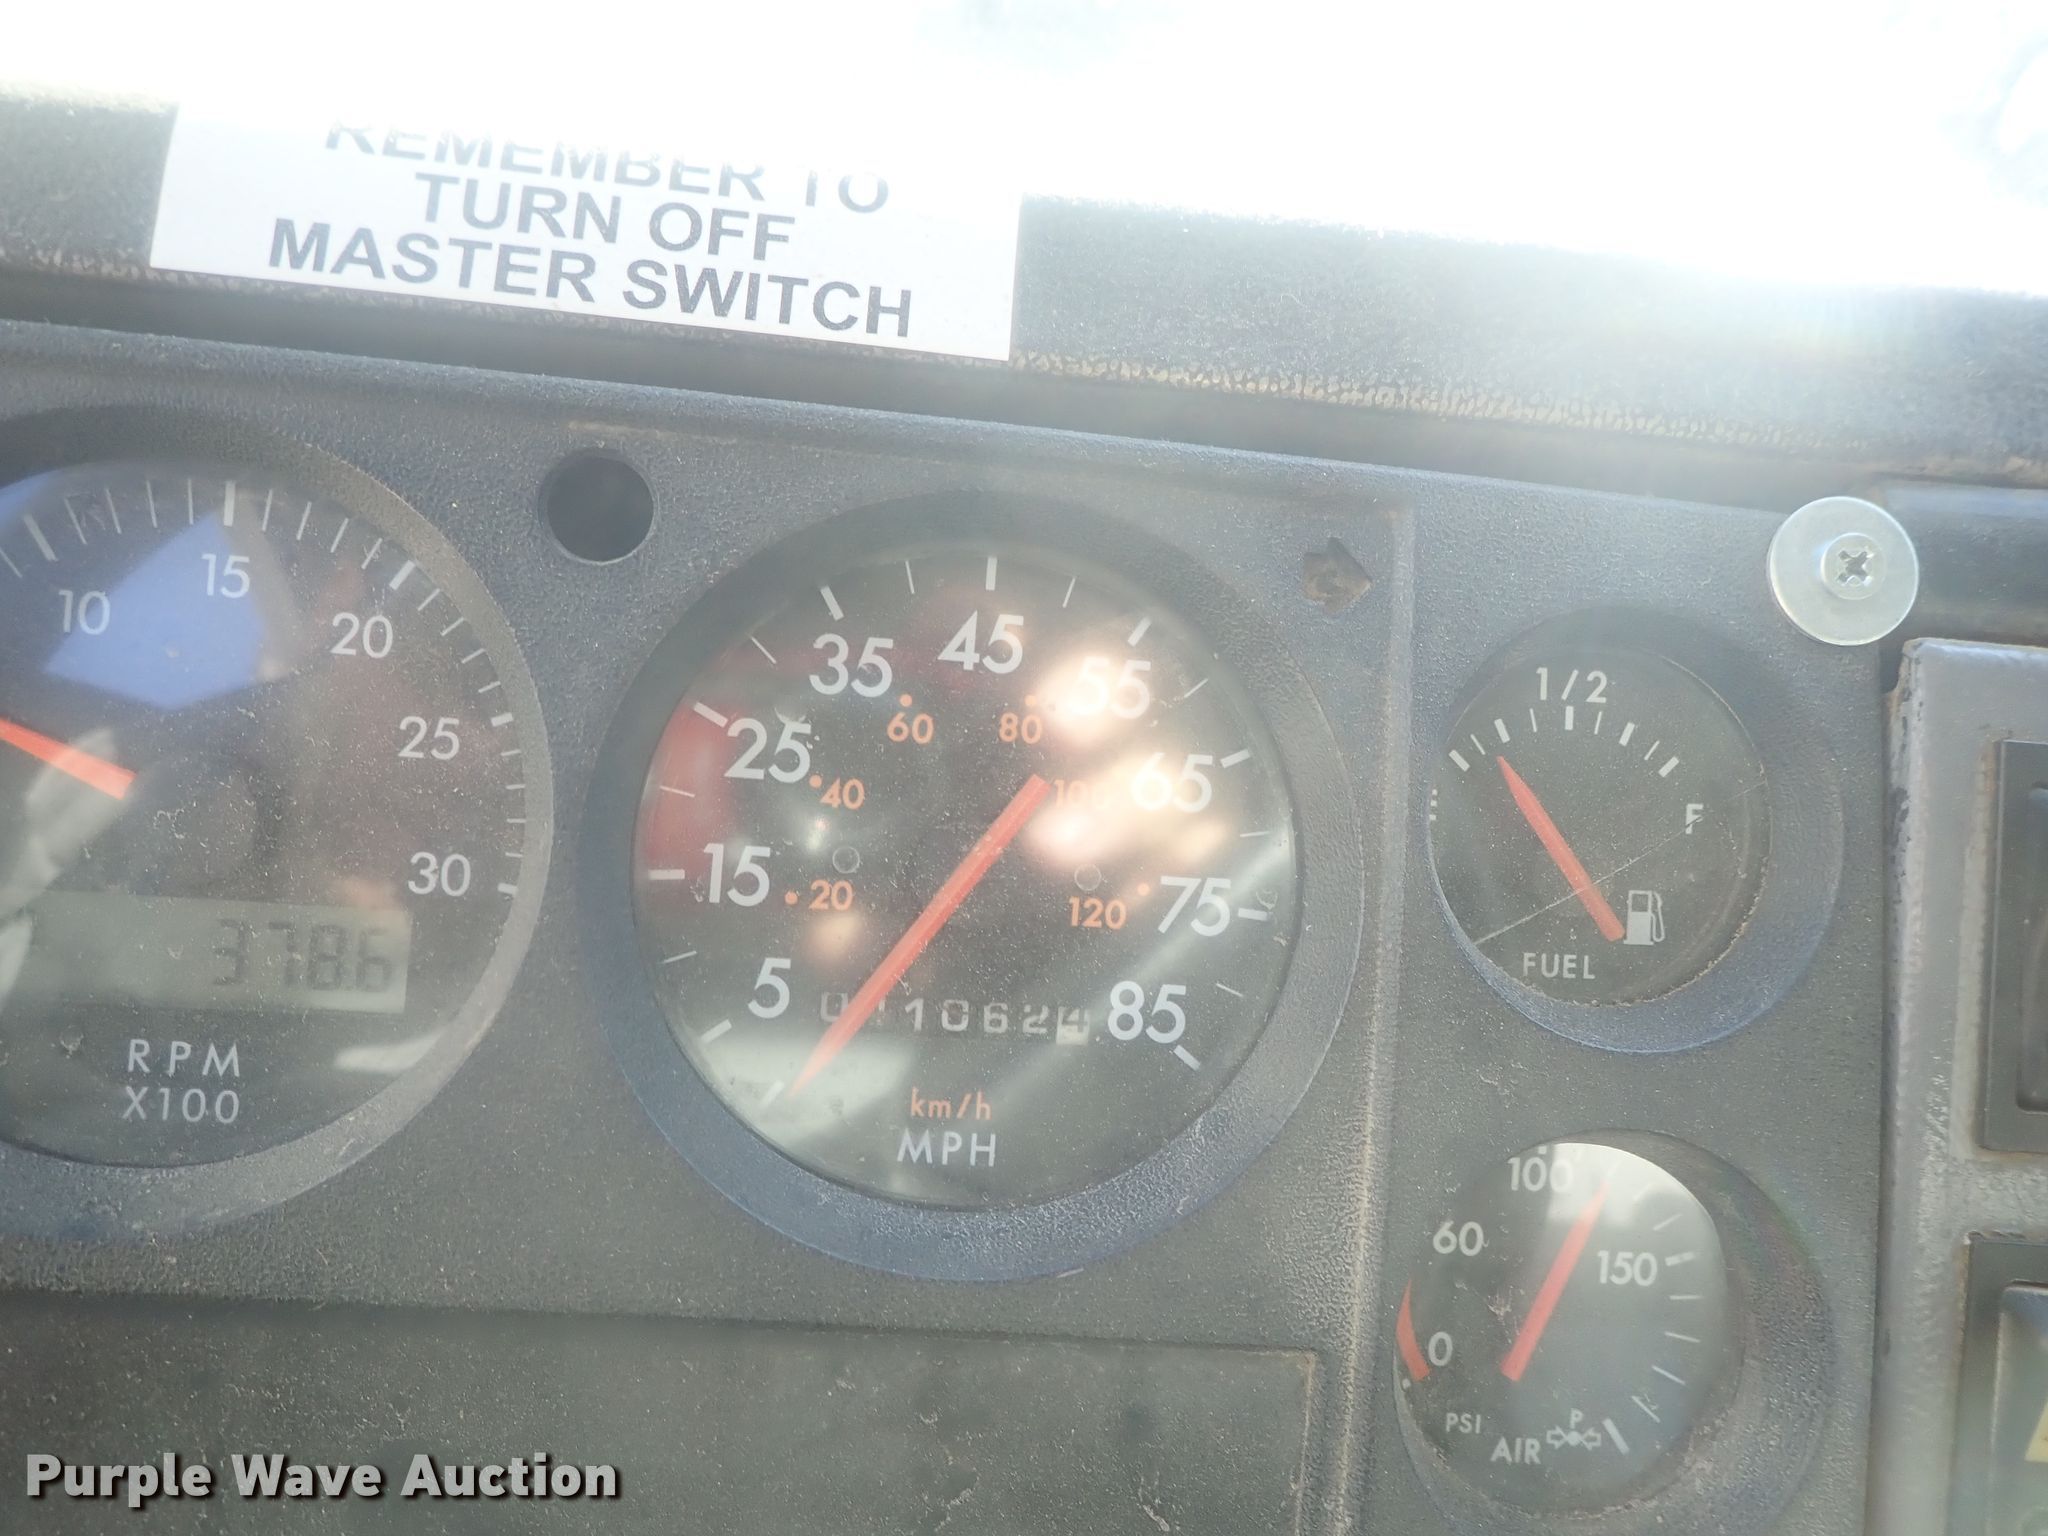 REMEMBER TO
TURN OFF
MASTER SWITCH
10 15 20 25 30
3786
RPM
X100
5 15 25 35 45 55 65 75 85
20 40 60 80 100 120
km/h
MPH
1/2
E F
FUEL
0 60 100 150
PSI
AIR
P
Purple Wave Auction